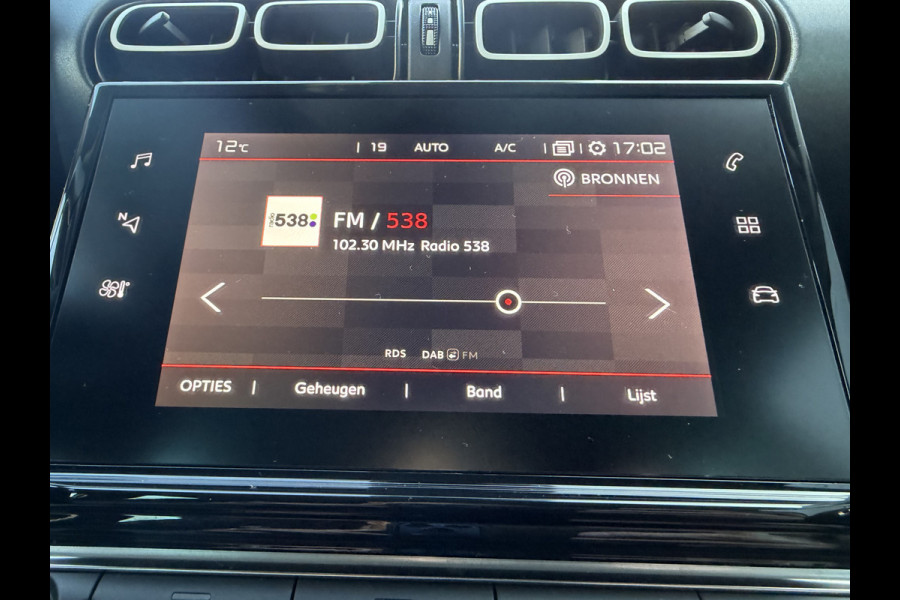 12°C | 19 AUTO A/C | | 17:02
BRONNEN
radio 538
FM / 538
102.30 MHz Radio 538
N
RDS DAB FM
OPTIES | Geheugen | Band | Lijst